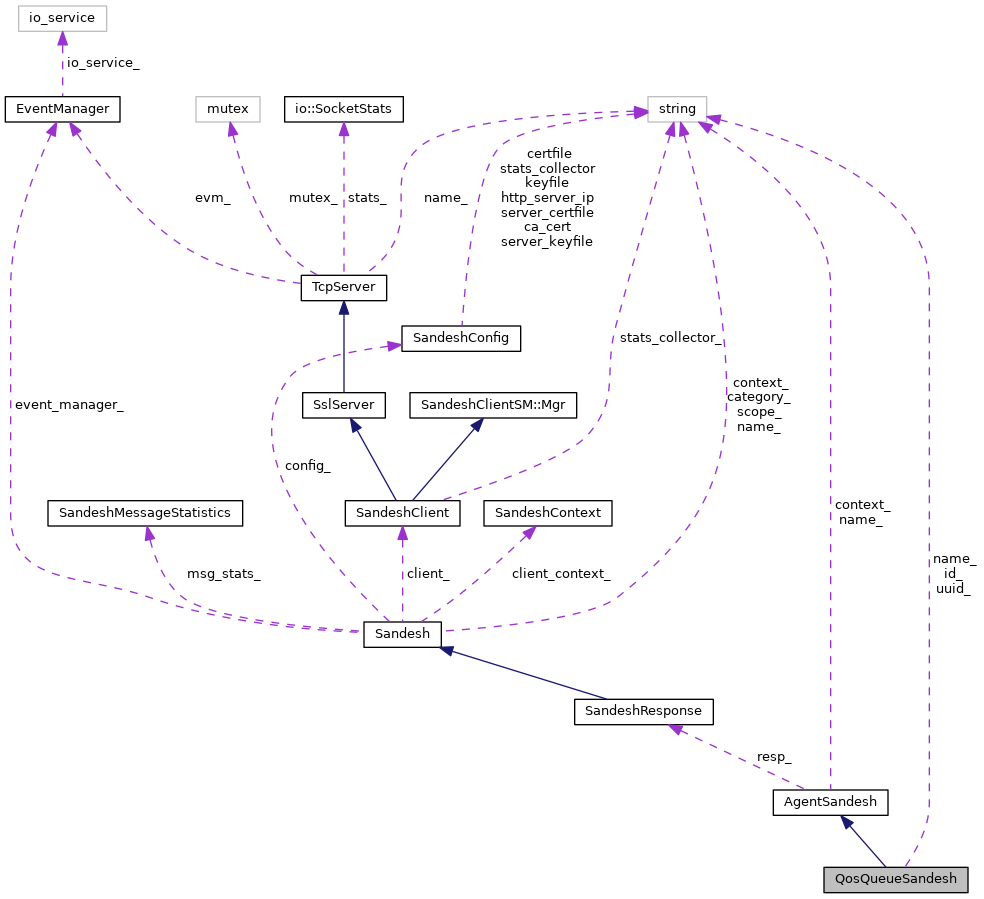 io_service
io_service_
EventManager
mutex
io::SocketStats
string
certfile
stats_collector
keyfile
http_server_ip
server_certfile
ca_cert
server_keyfile
evm_
mutex_
stats_
name_
TcpServer
SandeshConfig
stats_collector_
context_
category_
scope_
name_
SslServer
SandeshClientSM::Mgr
event_manager_
config_
SandeshMessageStatistics
SandeshClient
SandeshContext
context_
name_
msg_stats_
client_
client_context_
name_
id_
uuid_
Sandesh
SandeshResponse
resp_
AgentSandesh
QosQueueSandesh